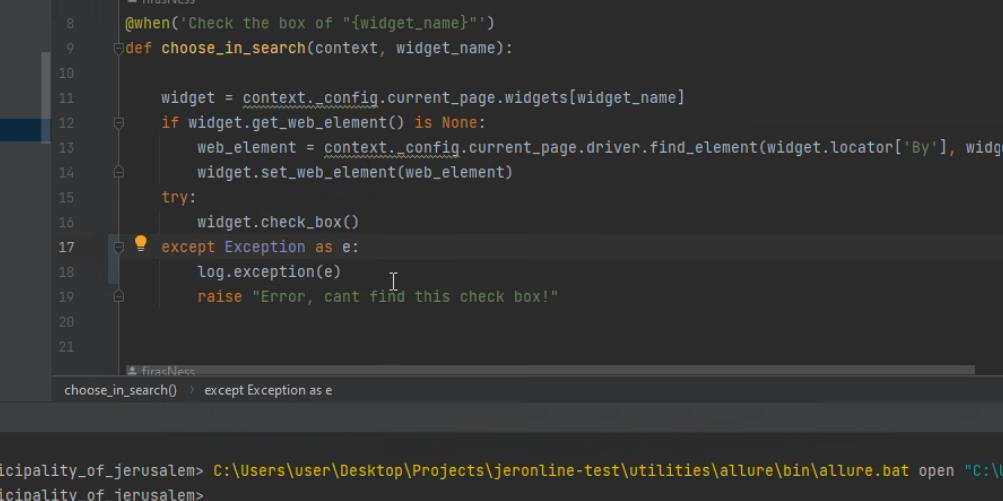 firasNess
8 @when('Check the box of "{widget_name}"')
9 def choose_in_search(context, widget_name):
10
11 widget = context._config.current_page.widgets[widget_name]
12 if widget.get_web_element() is None:
13 web_element = context._config.current_page.driver.find_element(widget.locator['By'], widg
14 widget.set_web_element(web_element)
15 try:
16 widget.check_box()
17 except Exception as e:
18 log.exception(e)
19 raise "Error, cant find this check box!"
20
21
firasNess
choose_in_search() › except Exception as e
icipality_of_jerusalem> C:\Users\user\Desktop\Projects\jeronline-test\utilities\allure\bin\allure.bat open "C:\U
icipality_of_jerusalem>